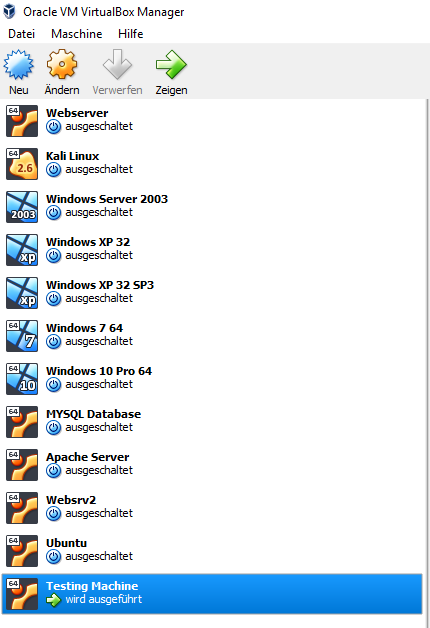 Oracle VM VirtualBox Manager
Datei Maschine Hilfe
Neu Ändern Verwerfen Zeigen
64 Webserver
ausgeschaltet
64 2.6 Kali Linux
ausgeschaltet
2003 Windows Server 2003
ausgeschaltet
xp Windows XP 32
ausgeschaltet
xp Windows XP 32 SP3
ausgeschaltet
64 7 Windows 7 64
ausgeschaltet
64 10 Windows 10 Pro 64
ausgeschaltet
64 MYSQL Database
ausgeschaltet
64 Apache Server
ausgeschaltet
64 Websrv2
ausgeschaltet
64 Ubuntu
ausgeschaltet
64 Testing Machine
wird ausgeführt